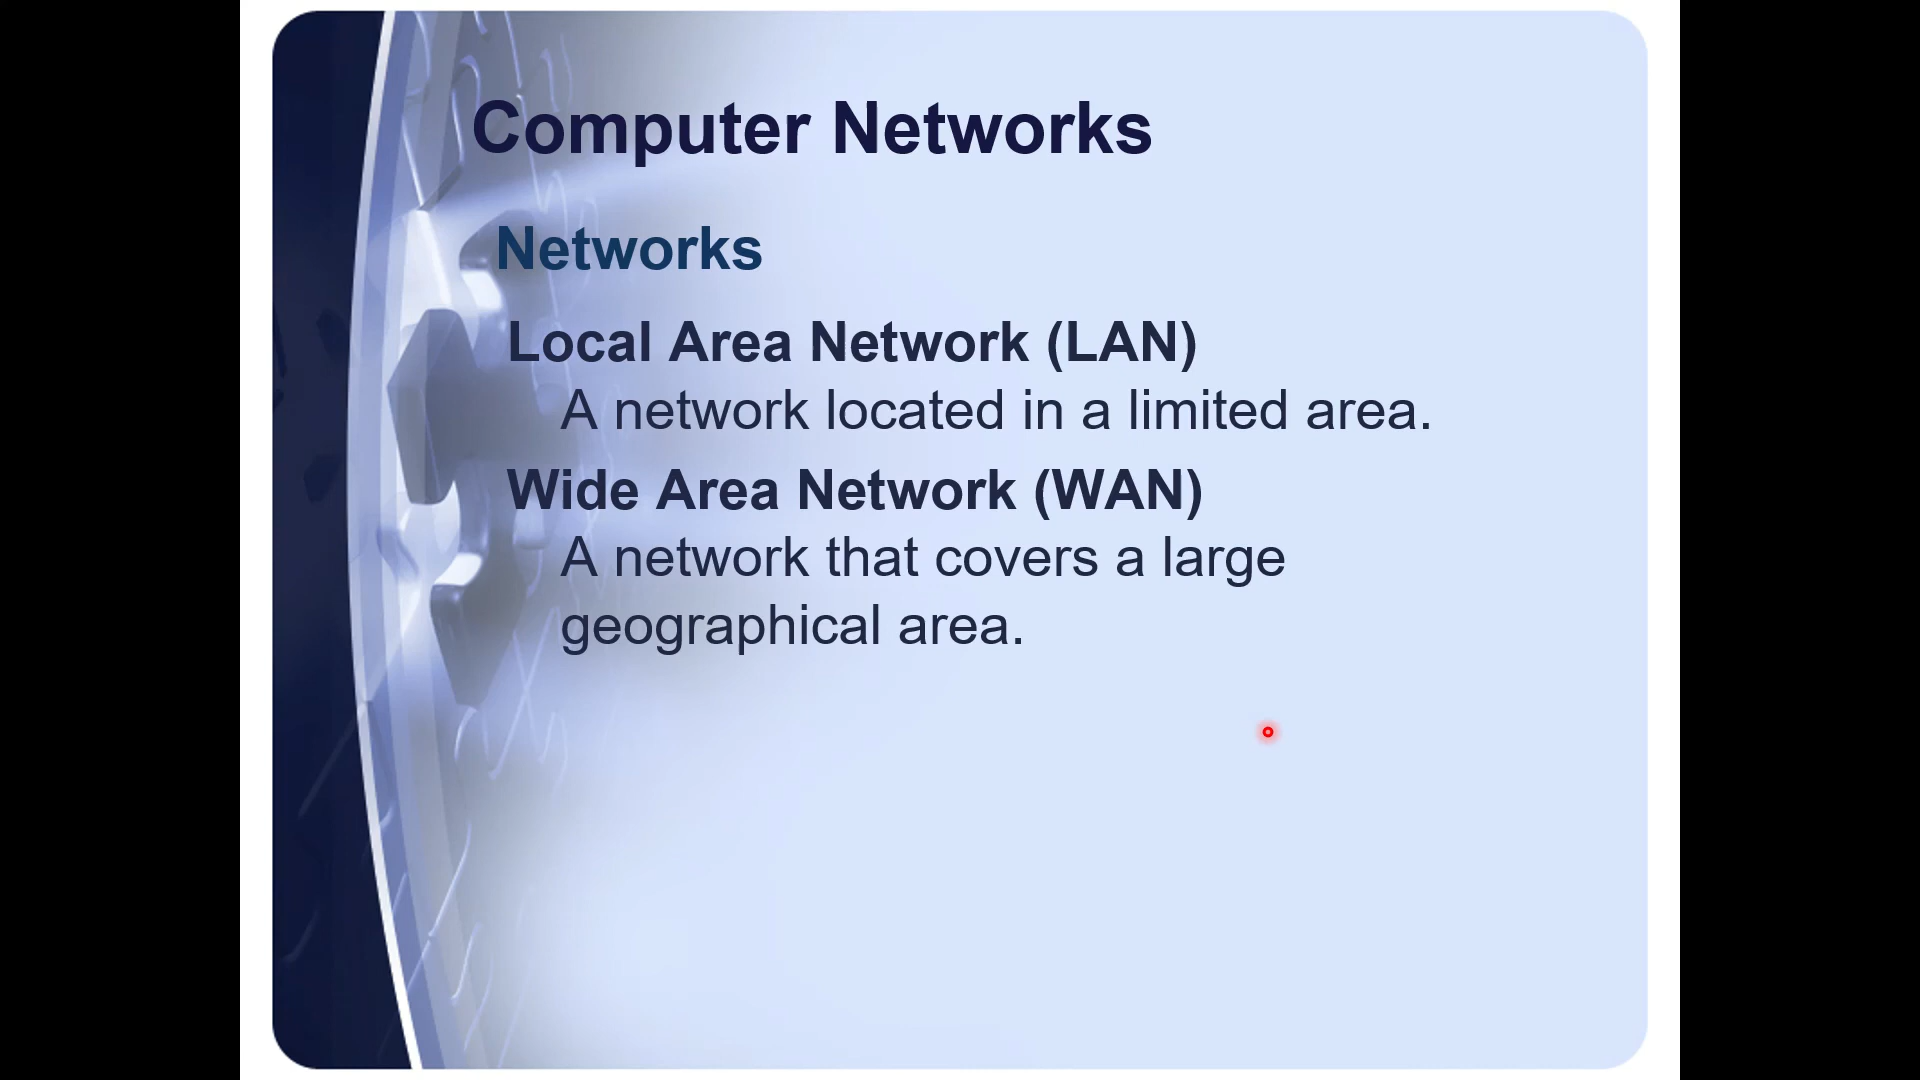 Computer Networks
Networks
Local Area Network (LAN)
A network located in a limited area.
Wide Area Network (WAN)
A network that covers a large
geographical area.